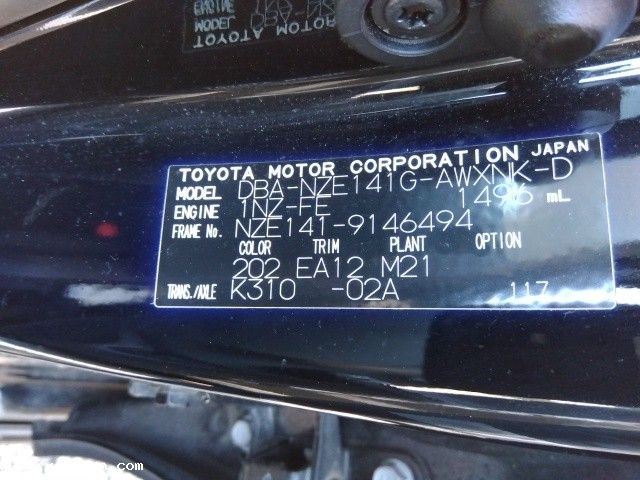 TOYOTA MOTOR CORPORATION JAPAN
MODEL DBA-NZE141G-AWXNK-D
ENGINE 1NZ-FE 1496 mL
FRAME No. NZE141-9146494
COLOR TRIM PLANT OPTION
202 EA12 M21
TRANS./AXLE K310 -02A 117
.com